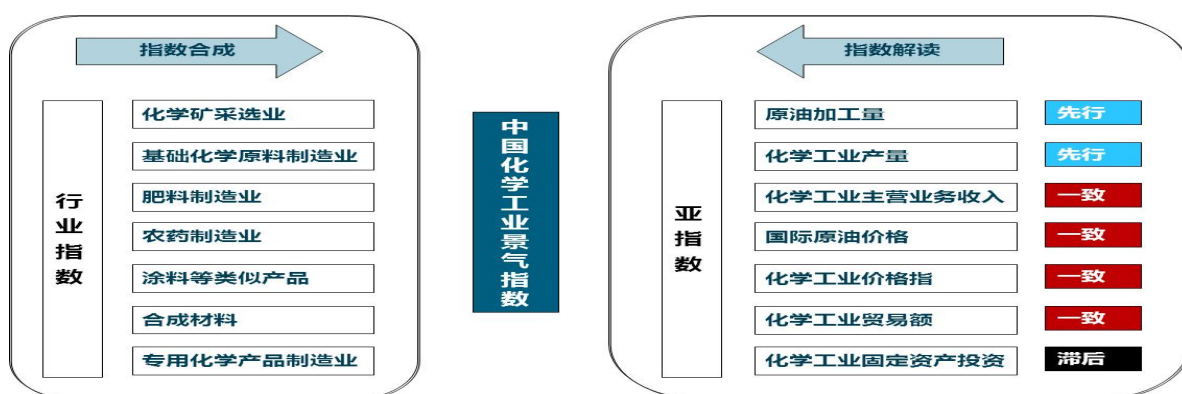 指数合成
行业指数
化学矿采选业
基础化学原料制造业
肥料制造业
农药制造业
涂料等类似产品
合成材料
专用化学产品制造业
中国化学工业景气指数
指数解读
亚指数
原油加工量 先行
化学工业产量 先行
化学工业主营业务收入 一致
国际原油价格 一致
化学工业价格指 一致
化学工业贸易额 一致
化学工业固定资产投资 滞后